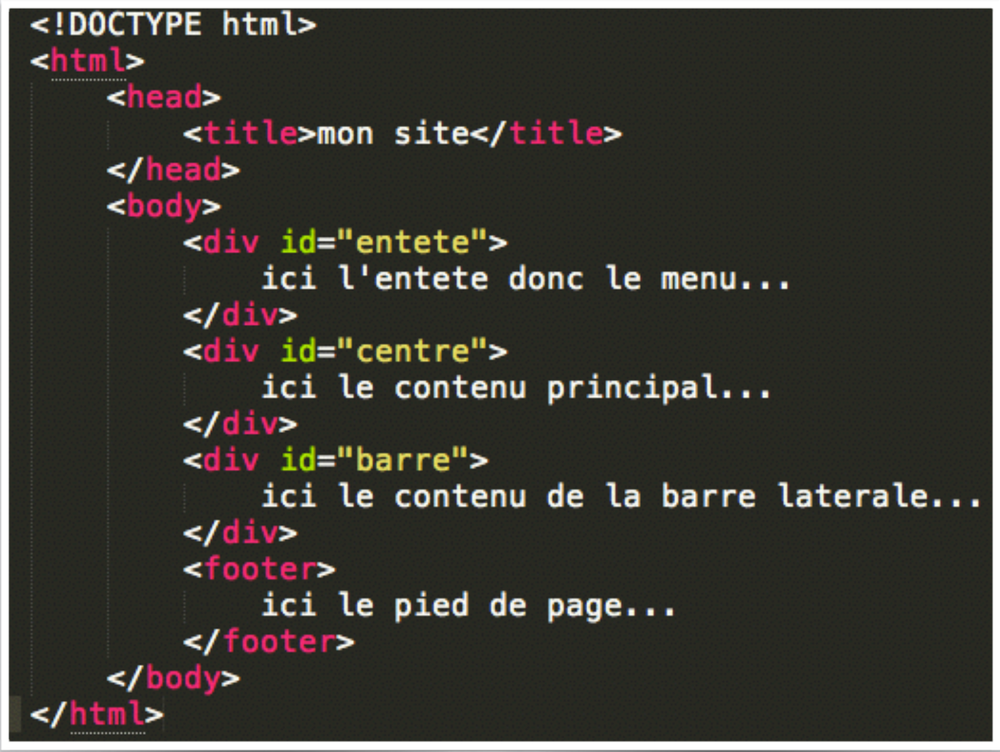 <!DOCTYPE html>
<html>
<head>
<title>mon site</title>
</head>
<body>
<div id="entete">
ici l'entete donc le menu...
</div>
<div id="centre">
ici le contenu principal...
</div>
<div id="barre">
ici le contenu de la barre laterale...
</div>
<footer>
ici le pied de page...
</footer>
</body>
</html>